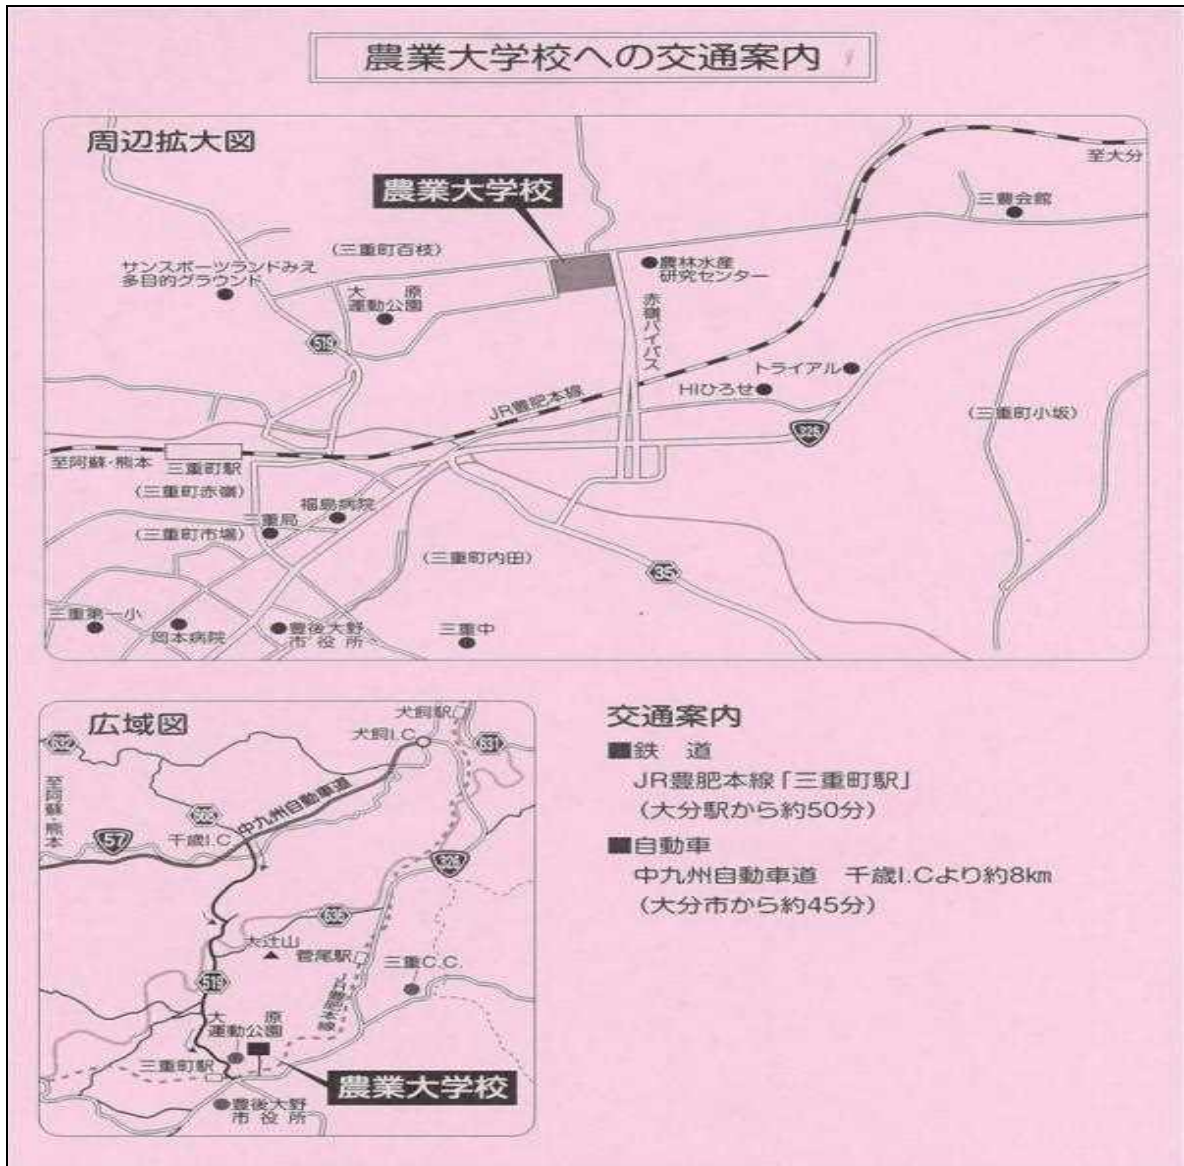 農業大学校への交通案内
周辺拡大図
至大分
農業大学校
三豊会館
(三重町百枝)
サンスポーツランドみえ
多目的グラウンド
農林水産
研究センター
大原
運動公園
赤嶺バイパス
519
トライアル
HIひろせ
JR豊肥本線
(三重町小坂)
326
至阿蘇・熊本
三重町駅
(三重町赤嶺)
福島病院
三重局
(三重町市場)
(三重町内田)
35
三重第一小
岡本病院
豊後大野
市役所
三重中
広域図
犬飼駅
犬飼I.C
632
631
至阿蘇・熊本
中九州自動車道
57
千歳I.C
326
636
大辻山
菅尾駅
三重C.C.
519
JR豊肥本線
大原
運動公園
三重町駅
農業大学校
豊後大野
市役所
交通案内
■鉄 道
JR豊肥本線「三重町駅」
(大分駅から約50分)
■自動車
中九州自動車道 千歳I.Cより約8km
(大分市から約45分)